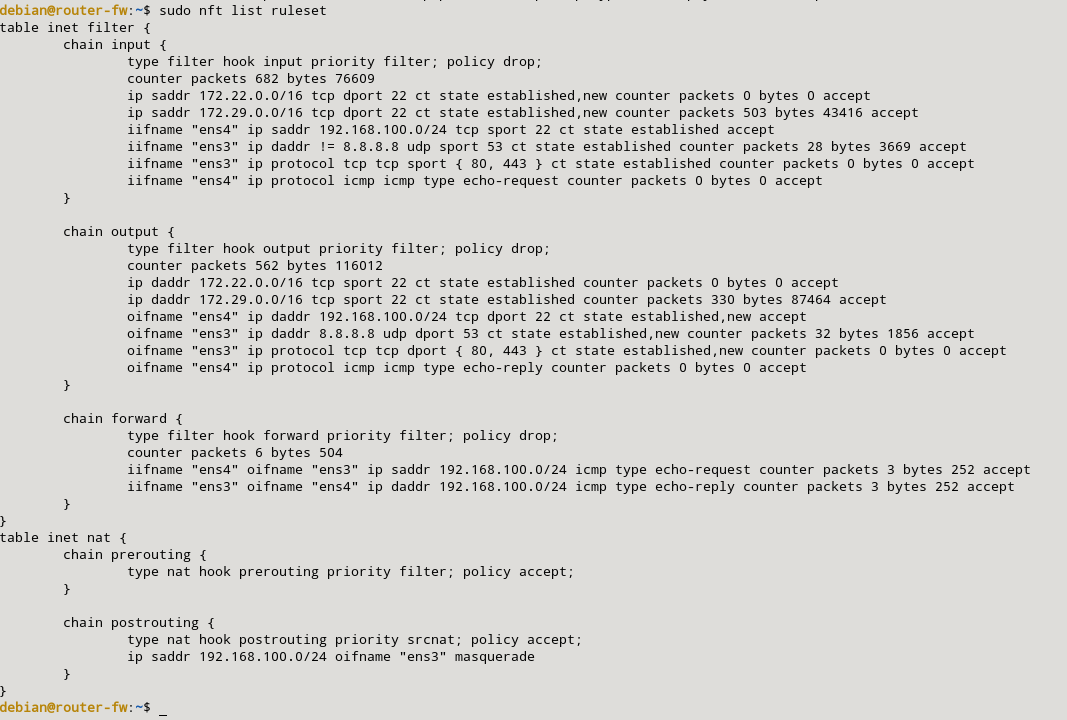 debian@router-fw:~$ sudo nft list ruleset
table inet filter {
        chain input {
                type filter hook input priority filter; policy drop;
                counter packets 682 bytes 76609
                ip saddr 172.22.0.0/16 tcp dport 22 ct state established,new counter packets 0 bytes 0 accept
                ip saddr 172.29.0.0/16 tcp dport 22 ct state established,new counter packets 503 bytes 43416 accept
                iifname "ens4" ip saddr 192.168.100.0/24 tcp sport 22 ct state established accept
                iifname "ens3" ip daddr != 8.8.8.8 udp sport 53 ct state established counter packets 28 bytes 3669 accept
                iifname "ens3" ip protocol tcp tcp sport { 80, 443 } ct state established counter packets 0 bytes 0 accept
                iifname "ens4" ip protocol icmp icmp type echo-request counter packets 0 bytes 0 accept
        }

        chain output {
                type filter hook output priority filter; policy drop;
                counter packets 562 bytes 116012
                ip daddr 172.22.0.0/16 tcp sport 22 ct state established counter packets 0 bytes 0 accept
                ip daddr 172.29.0.0/16 tcp sport 22 ct state established counter packets 330 bytes 87464 accept
                oifname "ens4" ip daddr 192.168.100.0/24 tcp dport 22 ct state established,new accept
                oifname "ens3" ip daddr 8.8.8.8 udp dport 53 ct state established,new counter packets 32 bytes 1856 accept
                oifname "ens3" ip protocol tcp tcp dport { 80, 443 } ct state established,new counter packets 0 bytes 0 accept
                oifname "ens4" ip protocol icmp icmp type echo-reply counter packets 0 bytes 0 accept
        }

        chain forward {
                type filter hook forward priority filter; policy drop;
                counter packets 6 bytes 504
                iifname "ens4" oifname "ens3" ip saddr 192.168.100.0/24 icmp type echo-request counter packets 3 bytes 252 accept
                iifname "ens3" oifname "ens4" ip daddr 192.168.100.0/24 icmp type echo-reply counter packets 3 bytes 252 accept
        }
}
table inet nat {
        chain prerouting {
                type nat hook prerouting priority filter; policy accept;
        }

        chain postrouting {
                type nat hook postrouting priority srcnat; policy accept;
                ip saddr 192.168.100.0/24 oifname "ens3" masquerade
        }
}
debian@router-fw:~$ _